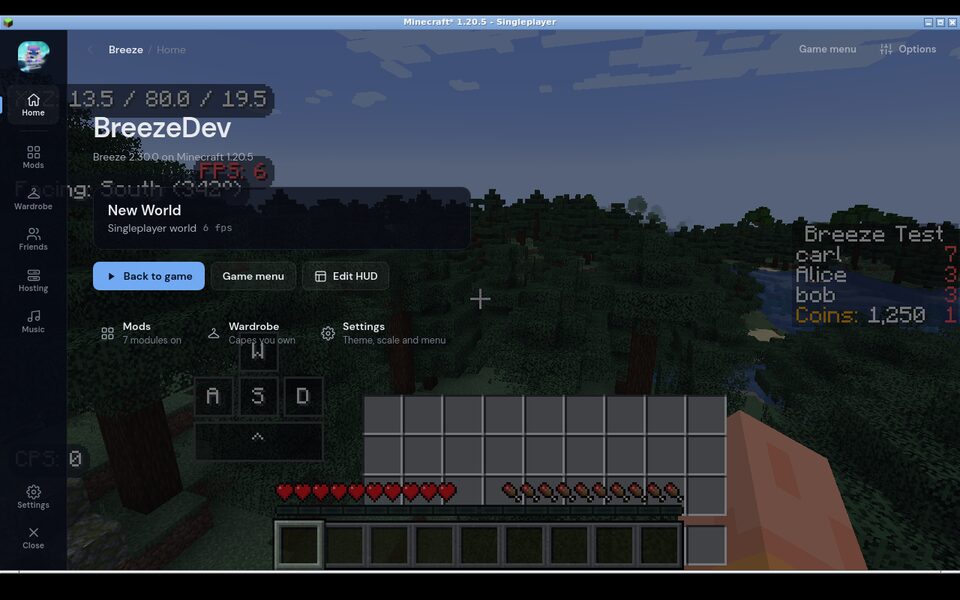 Minecraft* 1.20.5 - Singleplayer
Breeze / Home
Game menu
Options
13.5 / 80.0 / 19.5
Home
BreezeDev
Breeze 2.30.0 on Minecraft 1.20.5
FPS: 6
Mods
Facing: South (342°)
Wardrobe
New World
Singleplayer world 6 fps
Friends
Breeze Test
carl 7
Alice 3
bob 3
Coins: 1,250 1
Back to game
Game menu
Edit HUD
Hosting
Music
Mods
7 modules on
Wardrobe
Capes you own
Settings
Theme, scale and menu
W
A S D
^
CPS: 0
Settings
Close